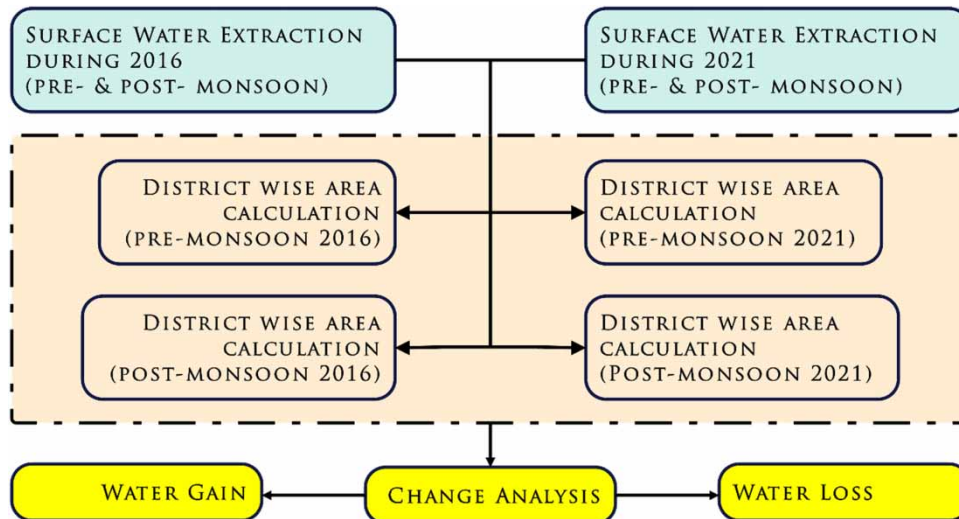 Surface Water Extraction
during 2016
(pre- & post- monsoon)
Surface Water Extraction
during 2021
(pre- & post- monsoon)
District wise area
calculation
(pre-monsoon 2016)
District wise area
calculation
(pre-monsoon 2021)
District wise area
calculation
(post-monsoon 2016)
District wise area
calculation
(Post-monsoon 2021)
Water Gain
Change Analysis
Water Loss